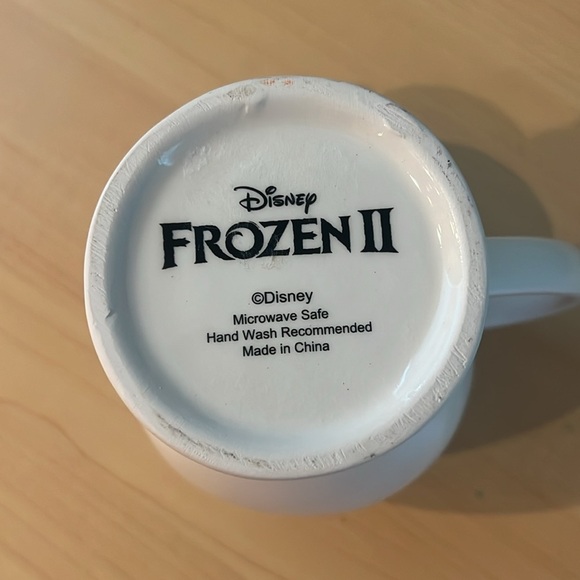 Disney
FROZEN II
©Disney
Microwave Safe
Hand Wash Recommended
Made in China